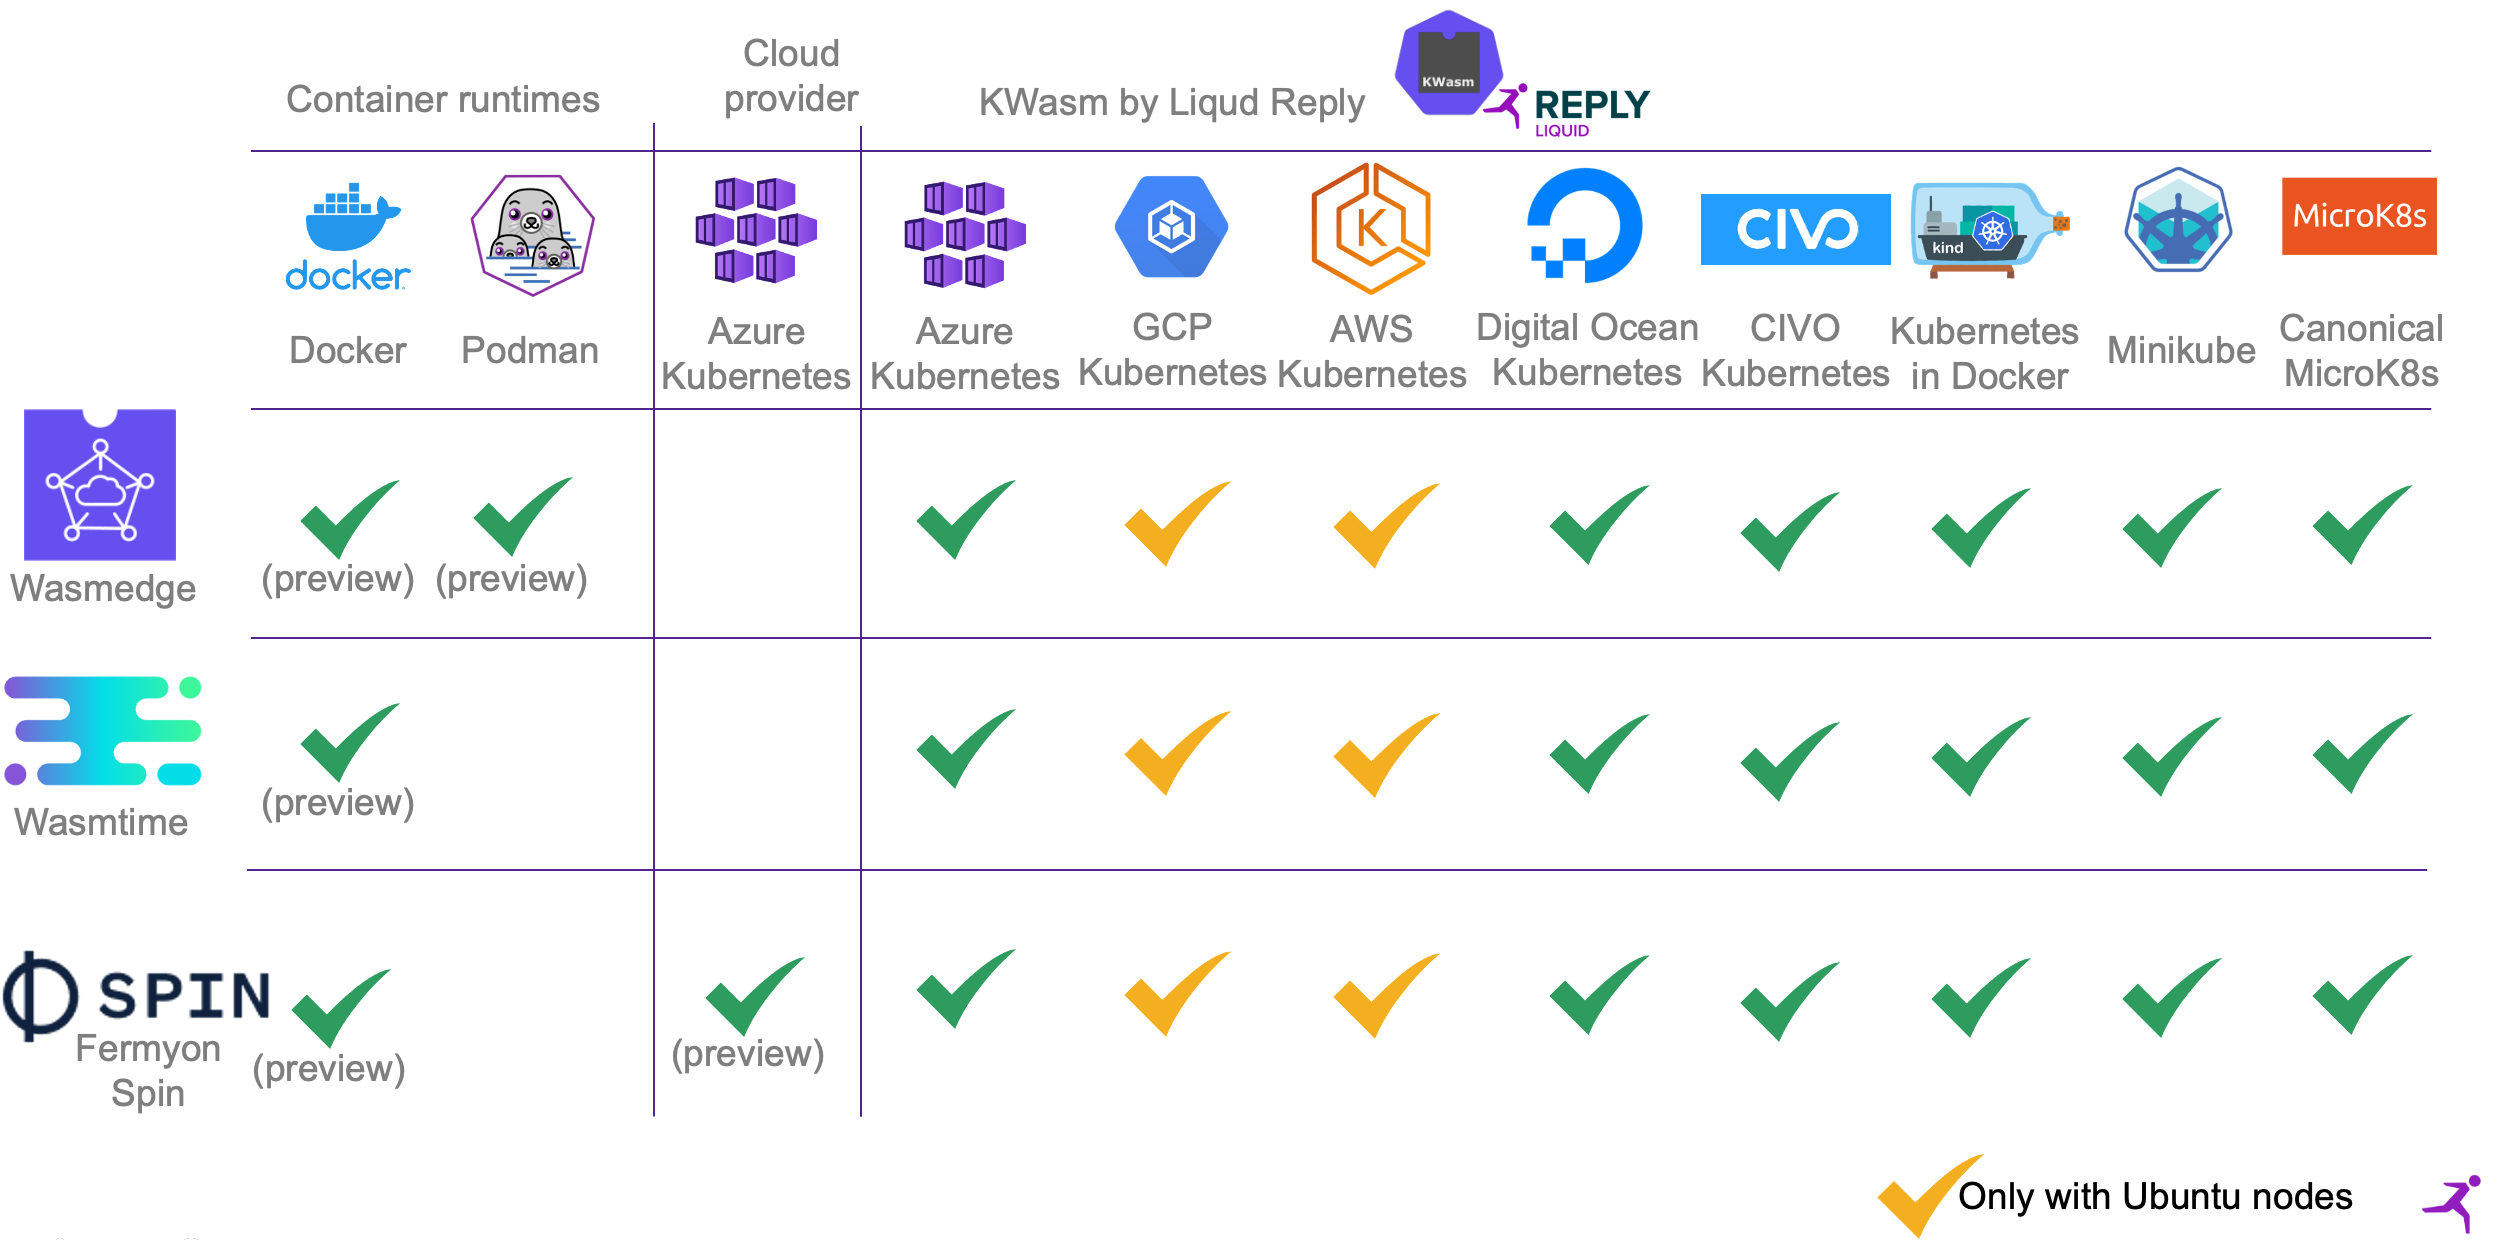 Container runtimes
Cloud
provider
KWasm by Liqud Reply
KWasm
REPLY
LIQUID
docker
CIVO
kind
MicroK8s
Docker
Podman
Azure
Kubernetes
Azure
Kubernetes
GCP
Kubernetes
K
AWS
Kubernetes
Digital Ocean
Kubernetes
CIVO
Kubernetes
Kubernetes
in Docker
Minikube
Canonical
MicroK8s
Wasmedge
(preview)
(preview)
Wasmtime
(preview)
SPIN
Fermyon
Spin
(preview)
(preview)
Only with Ubuntu nodes